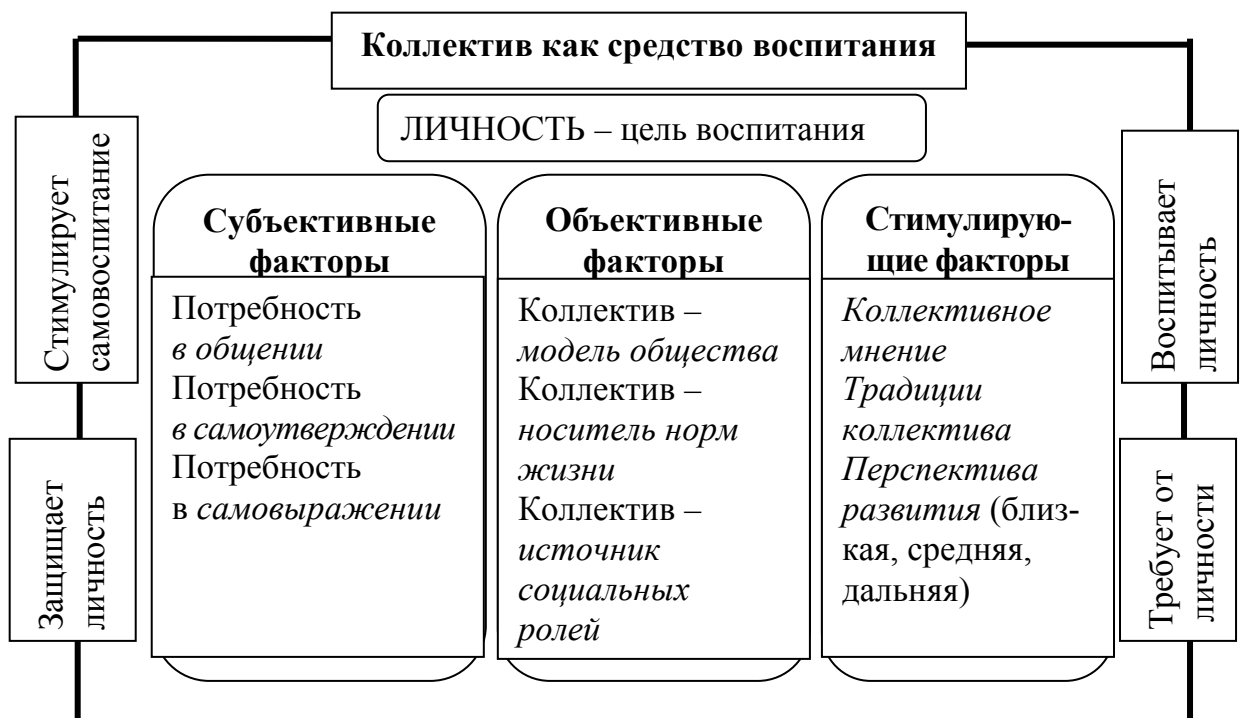 Коллектив как средство воспитания
ЛИЧНОСТЬ – цель воспитания
Стимулирует
самовоспитание
Защищает
личность
Субъективные
факторы
Потребность
в общении
Потребность
в самоутверждении
Потребность
в самовыражении
Объективные
факторы
Коллектив –
модель общества
Коллектив –
носитель норм
жизни
Коллектив –
источник
социальных
ролей
Стимулирую-
щие факторы
Коллективное
мнение
Традиции
коллектива
Перспектива
развития (близ-
кая, средняя,
дальняя)
Воспитывает
личность
Требует от
личности